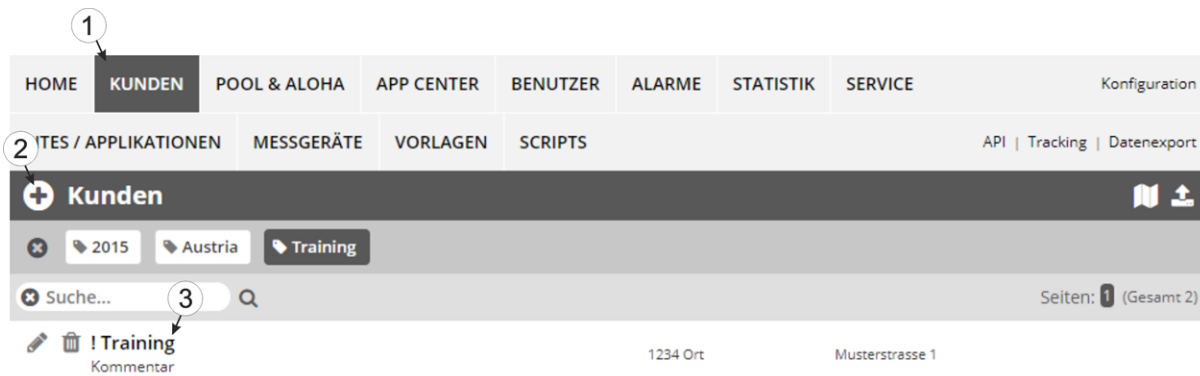 1
HOME KUNDEN POOL & ALOHA APP CENTER BENUTZER ALARME STATISTIK SERVICE Konfiguration
2 ITES / APPLIKATIONEN MESSGERÄTE VORLAGEN SCRIPTS API | Tracking | Datenexport
Kunden
2015 Austria Training
Suche... 3 Seiten: 1 (Gesamt 2)
! Training 1234 Ort Musterstrasse 1
Kommentar